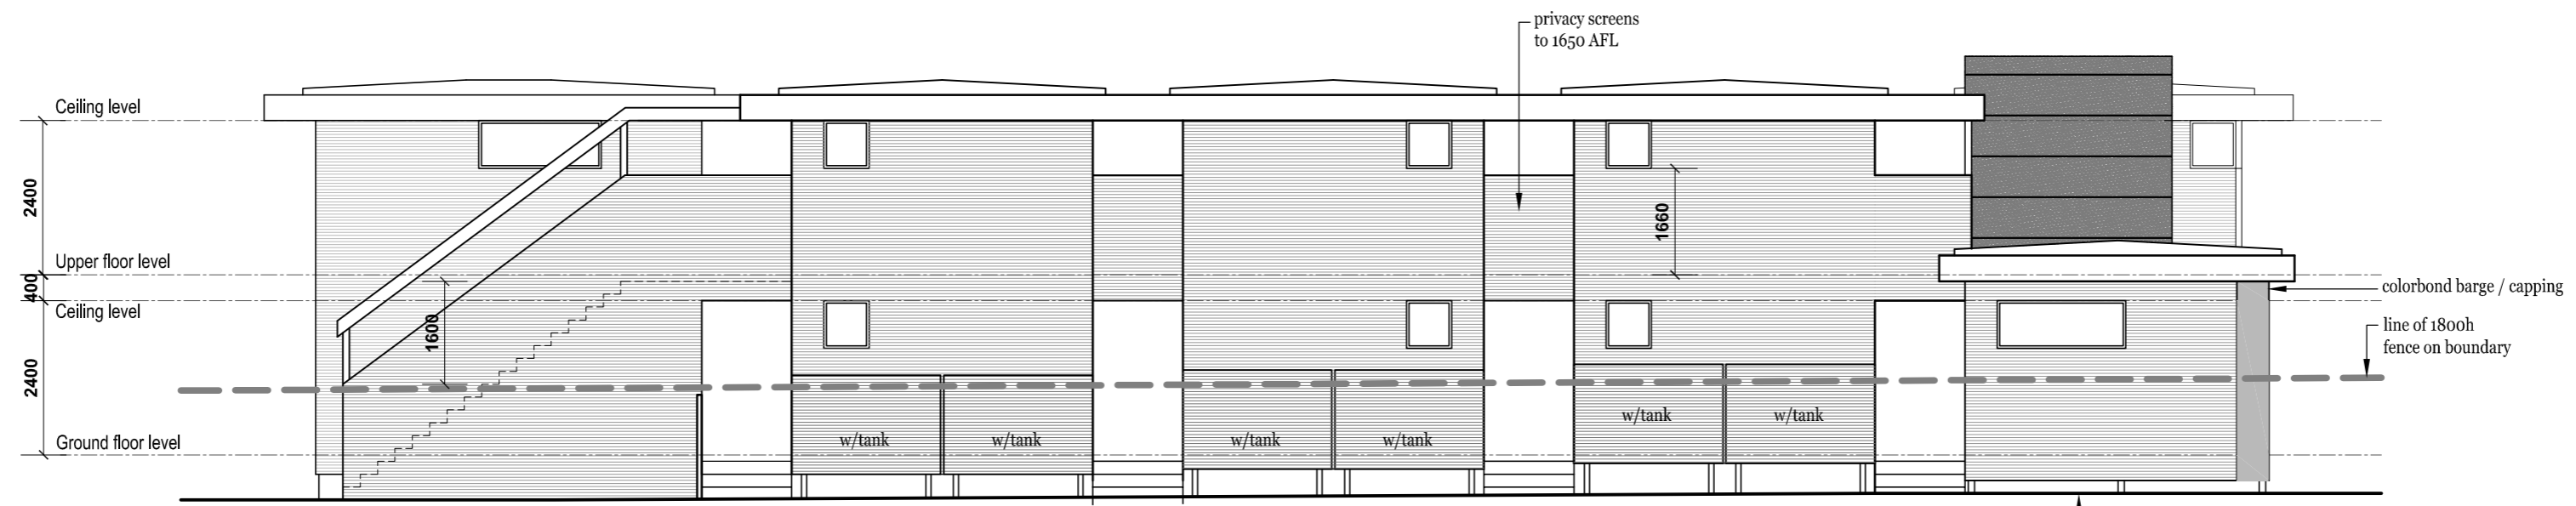 privacy screens
to 1650 AFL
Ceiling level
2400
1660
Upper floor level
400
colorbond barge / capping
Ceiling level
1600
line of 1800h
fence on boundary
2400
w/tank
w/tank
w/tank
w/tank
w/tank
w/tank
Ground floor level